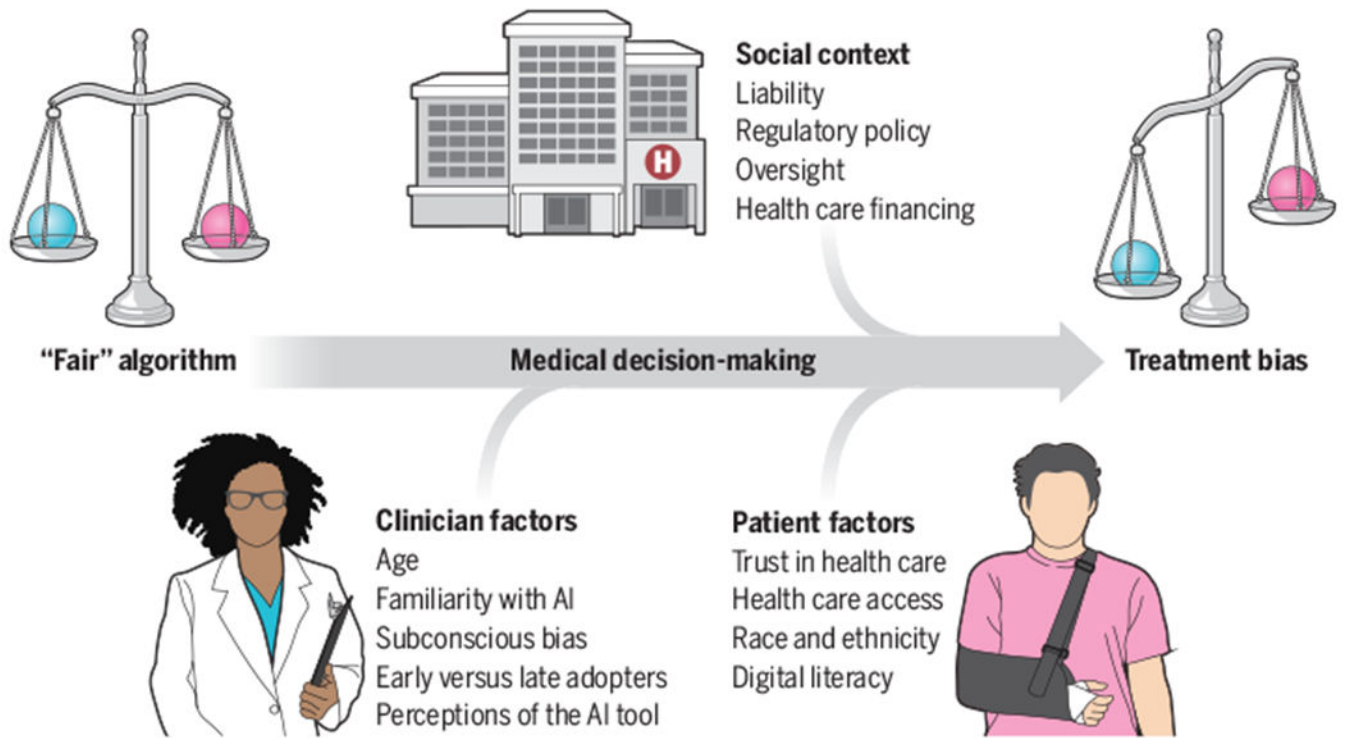 Social context
Liability
Regulatory policy
Oversight
Health care financing
H
“Fair” algorithm
Medical decision-making
Treatment bias
Clinician factors
Age
Familiarity with AI
Subconscious bias
Early versus late adopters
Perceptions of the AI tool
Patient factors
Trust in health care
Health care access
Race and ethnicity
Digital literacy